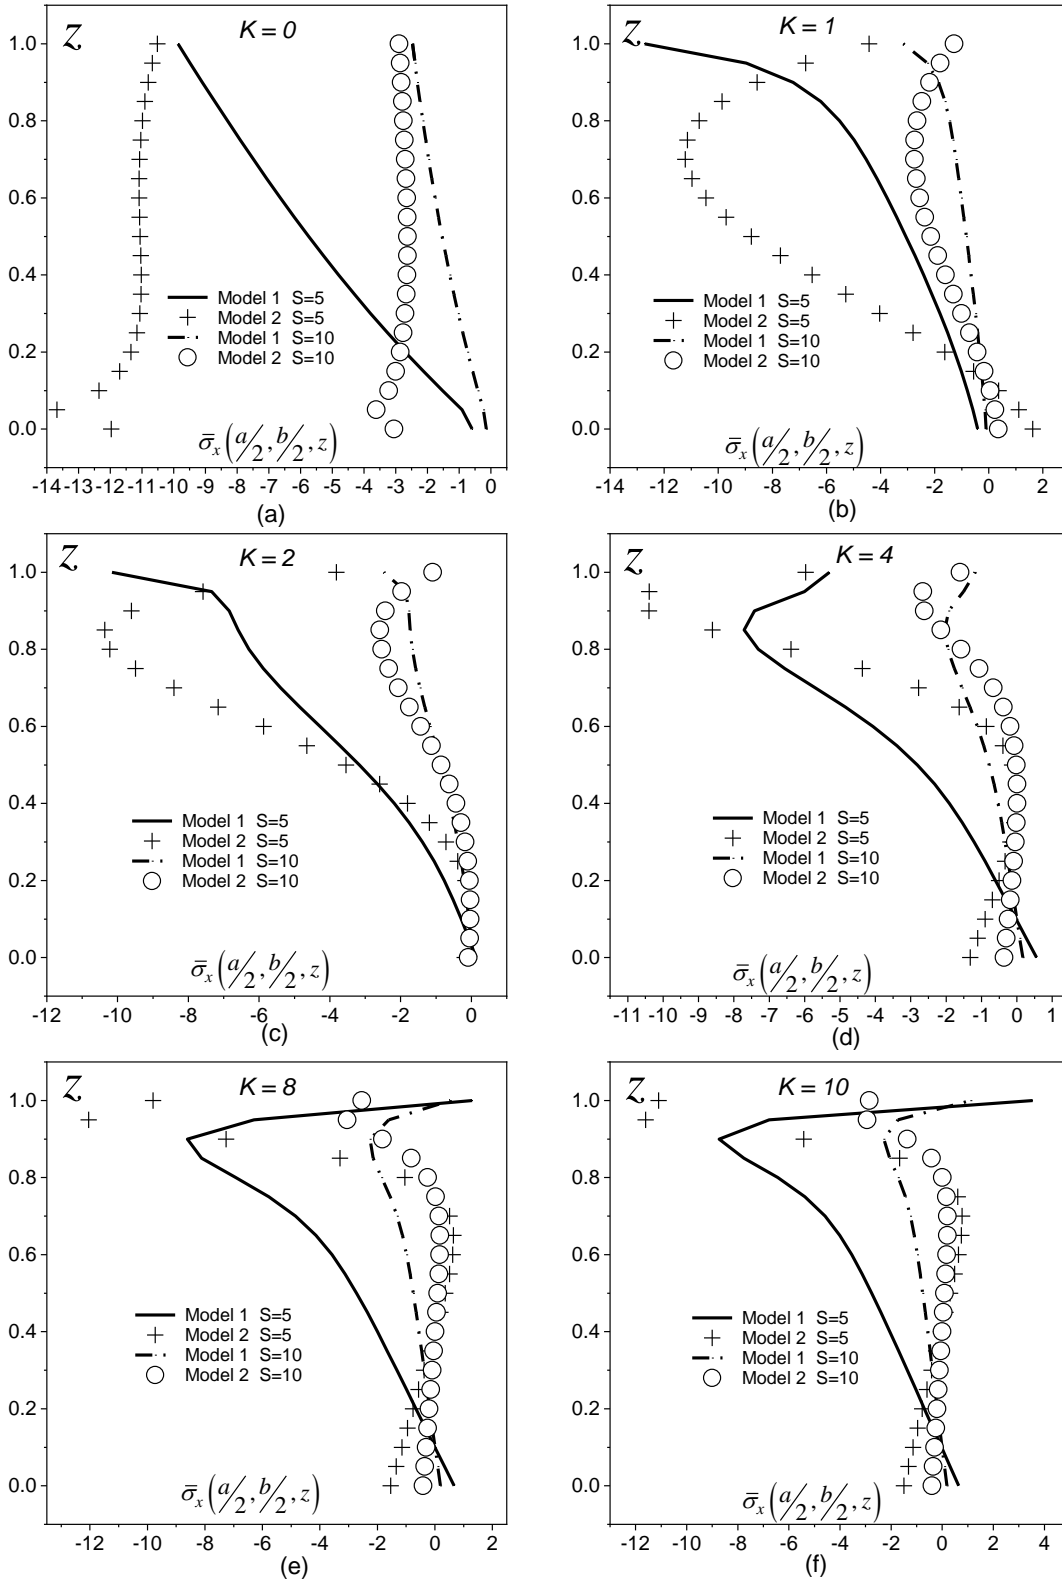 z K = 0
1.0
0.8
0.6
0.4
0.2
0.0
Model 1 S=5
Model 2 S=5
Model 1 S=10
Model 2 S=10
σ̄ₓ(a/2, b/2, z)
-14 -13 -12 -11 -10 -9 -8 -7 -6 -5 -4 -3 -2 -1 0
(a)
z K = 1
1.0
0.8
0.6
0.4
0.2
0.0
Model 1 S=5
Model 2 S=5
Model 1 S=10
Model 2 S=10
σ̄ₓ(a/2, b/2, z)
-14 -12 -10 -8 -6 -4 -2 0 2
(b)
z K = 2
1.0
0.8
0.6
0.4
0.2
0.0
Model 1 S=5
Model 2 S=5
Model 1 S=10
Model 2 S=10
σ̄ₓ(a/2, b/2, z)
-12 -10 -8 -6 -4 -2 0
(c)
z K = 4
1.0
0.8
0.6
0.4
0.2
0.0
Model 1 S=5
Model 2 S=5
Model 1 S=10
Model 2 S=10
σ̄ₓ(a/2, b/2, z)
-11 -10 -9 -8 -7 -6 -5 -4 -3 -2 -1 0 1
(d)
z K = 8
1.0
0.8
0.6
0.4
0.2
0.0
Model 1 S=5
Model 2 S=5
Model 1 S=10
Model 2 S=10
σ̄ₓ(a/2, b/2, z)
-12 -10 -8 -6 -4 -2 0 2
(e)
z K = 10
1.0
0.8
0.6
0.4
0.2
0.0
Model 1 S=5
Model 2 S=5
Model 1 S=10
Model 2 S=10
σ̄ₓ(a/2, b/2, z)
-12 -10 -8 -6 -4 -2 0 2 4
(f)